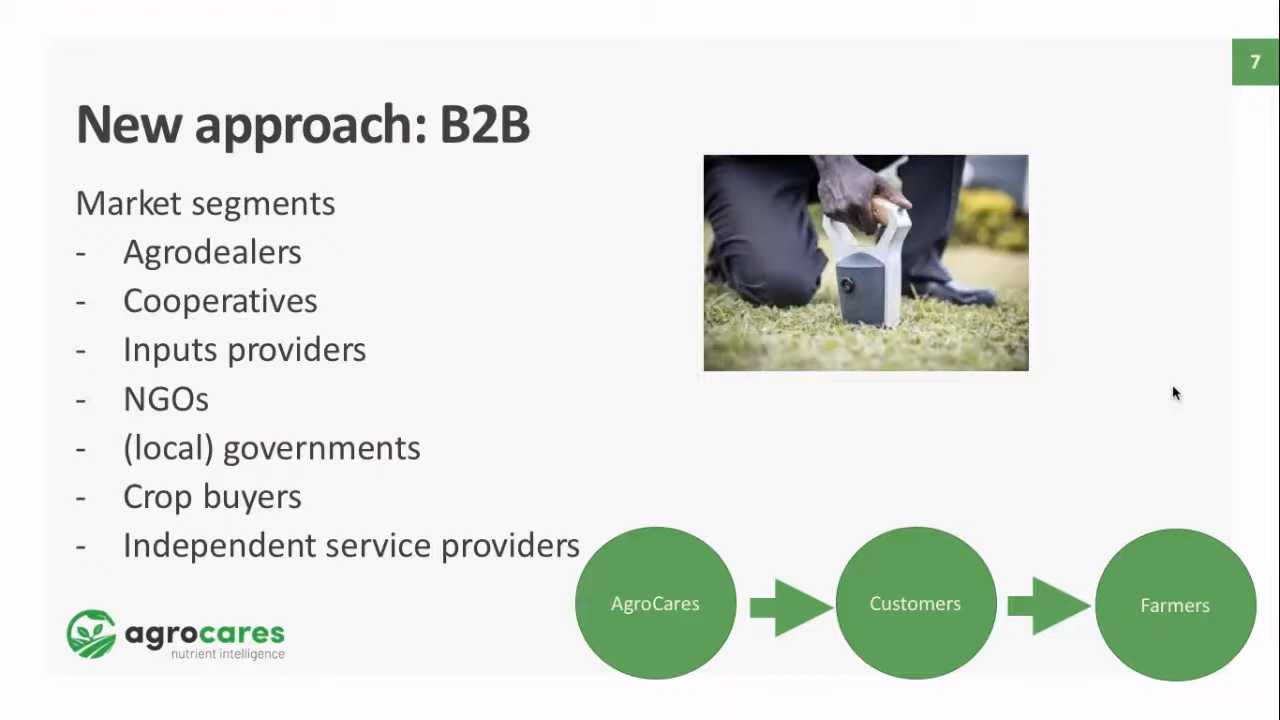 7
New approach: B2B
Market segments
- Agrodealers
- Cooperatives
- Inputs providers
- NGOs
- (local) governments
- Crop buyers
- Independent service providers
AgroCares
Customers
Farmers
agrocares
nutrient intelligence